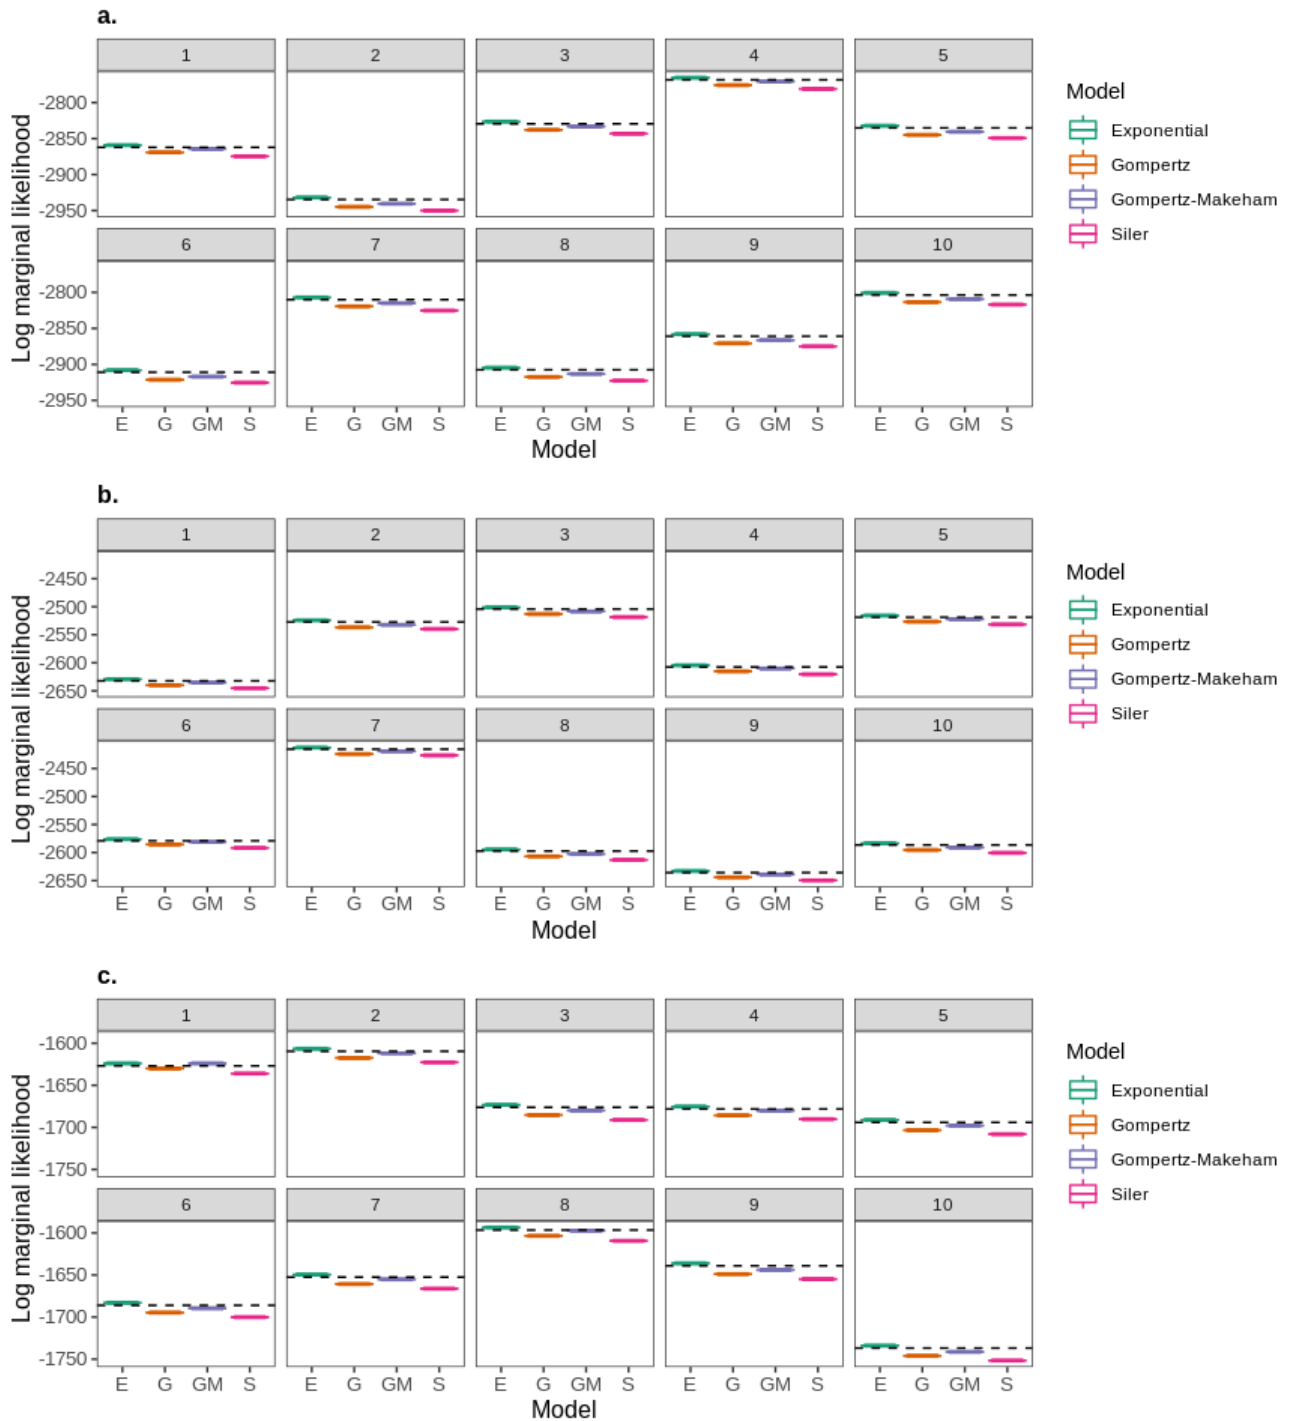 a.
1 2 3 4 5
-2800
-2850
-2900
-2950
6 7 8 9 10
-2800
-2850
-2900
-2950
E G GM S E G GM S E G GM S E G GM S E G GM S
Model
Log marginal likelihood
Model
Exponential
Gompertz
Gompertz-Makeham
Siler
b.
1 2 3 4 5
-2450
-2500
-2550
-2600
-2650
6 7 8 9 10
-2450
-2500
-2550
-2600
-2650
E G GM S E G GM S E G GM S E G GM S E G GM S
Model
Log marginal likelihood
Model
Exponential
Gompertz
Gompertz-Makeham
Siler
c.
1 2 3 4 5
-1600
-1650
-1700
-1750
6 7 8 9 10
-1600
-1650
-1700
-1750
E G GM S E G GM S E G GM S E G GM S E G GM S
Model
Log marginal likelihood
Model
Exponential
Gompertz
Gompertz-Makeham
Siler